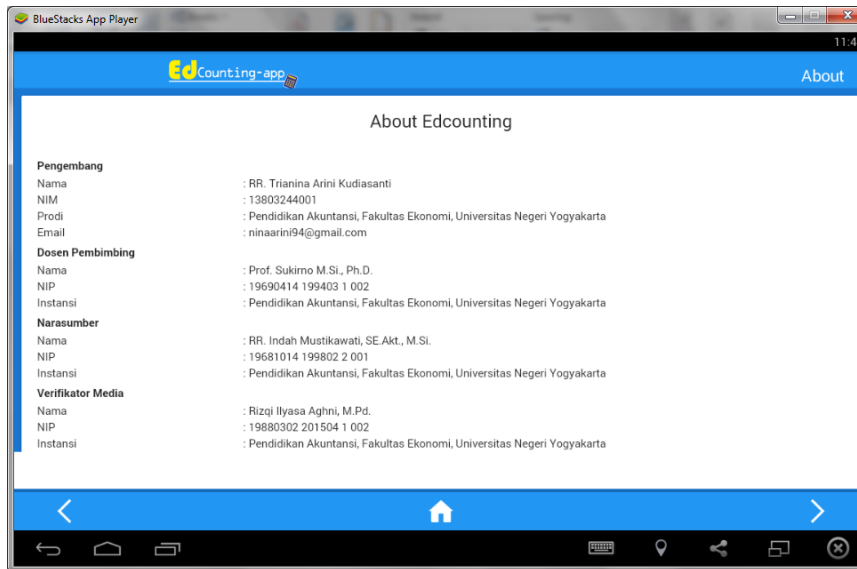 BlueStacks App Player
11:4
EdCounting-app
About
About Edcounting
Pengembang
Nama : RR. Trianina Arini Kudiasanti
NIM : 13803244001
Prodi : Pendidikan Akuntansi, Fakultas Ekonomi, Universitas Negeri Yogyakarta
Email : ninaarini94@gmail.com
Dosen Pembimbing
Nama : Prof. Sukirno M.Si., Ph.D.
NIP : 19690414 199403 1 002
Instansi : Pendidikan Akuntansi, Fakultas Ekonomi, Universitas Negeri Yogyakarta
Narasumber
Nama : RR. Indah Mustikawati, SE.Akt., M.Si.
NIP : 19681014 199802 2 001
Instansi : Pendidikan Akuntansi, Fakultas Ekonomi, Universitas Negeri Yogyakarta
Verifikator Media
Nama : Rizqi Ilyasa Aghni, M.Pd.
NIP : 19880302 201504 1 002
Instansi : Pendidikan Akuntansi, Fakultas Ekonomi, Universitas Negeri Yogyakarta